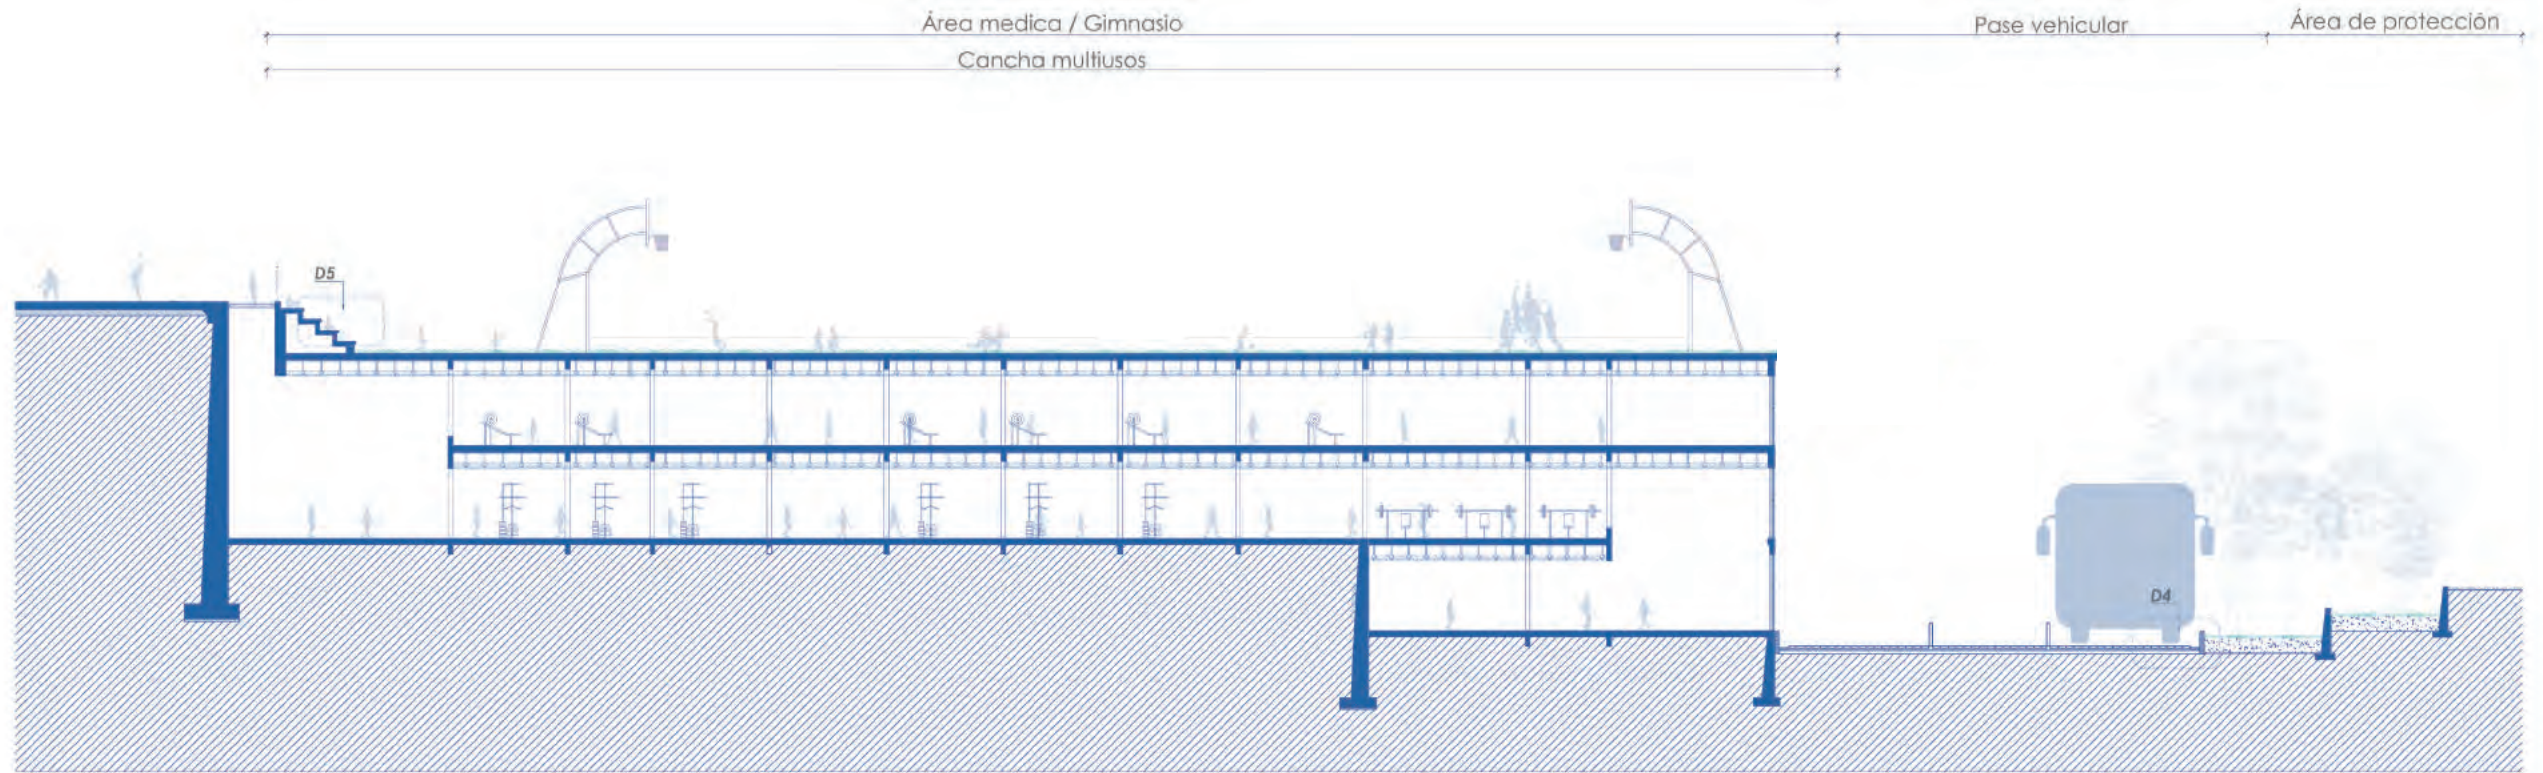 Área medica / Gimnasio
Pase vehicular
Área de protección
Cancha multiusos
D5
D4